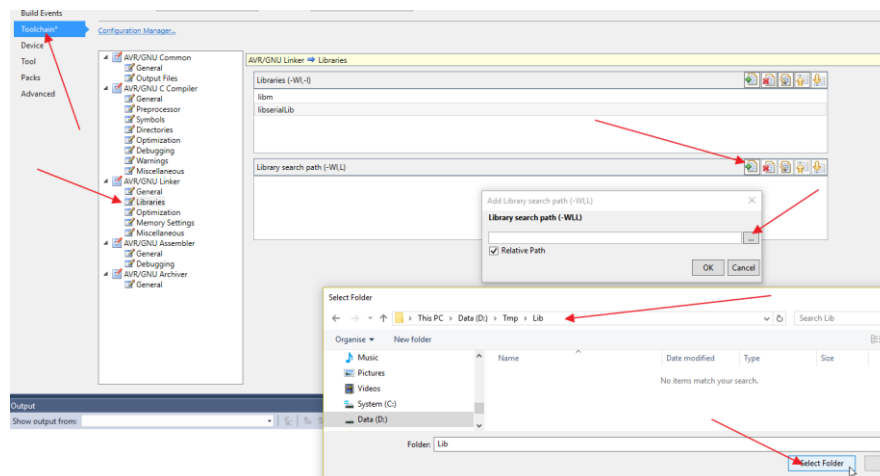 Build Events
Toolchain*
Device
Tool
Packs
Advanced
Configuration Manager...
AVR/GNU Common
General
Output Files
AVR/GNU C Compiler
General
Preprocessor
Symbols
Directories
Optimization
Debugging
Warnings
Miscellaneous
AVR/GNU Linker
General
Libraries
Optimization
Memory Settings
Miscellaneous
AVR/GNU Assembler
General
Debugging
AVR/GNU Archiver
General
AVR/GNU Linker ➡ Libraries
Libraries (-Wl,-l)
libm
libserialLib
Library search path (-Wl,L)
Add Library search path (-Wl,L)
Library search path (-Wl,L)
...
Relative Path
OK Cancel
Select Folder
This PC > Data (D:) > Tmp > Lib
Search Lib
Organise New folder
Music
Pictures
Videos
System (C:)
Data (D:)
Name Date modified Type Size
No items match your search.
Folder: Lib
Select Folder
Output
Show output from: